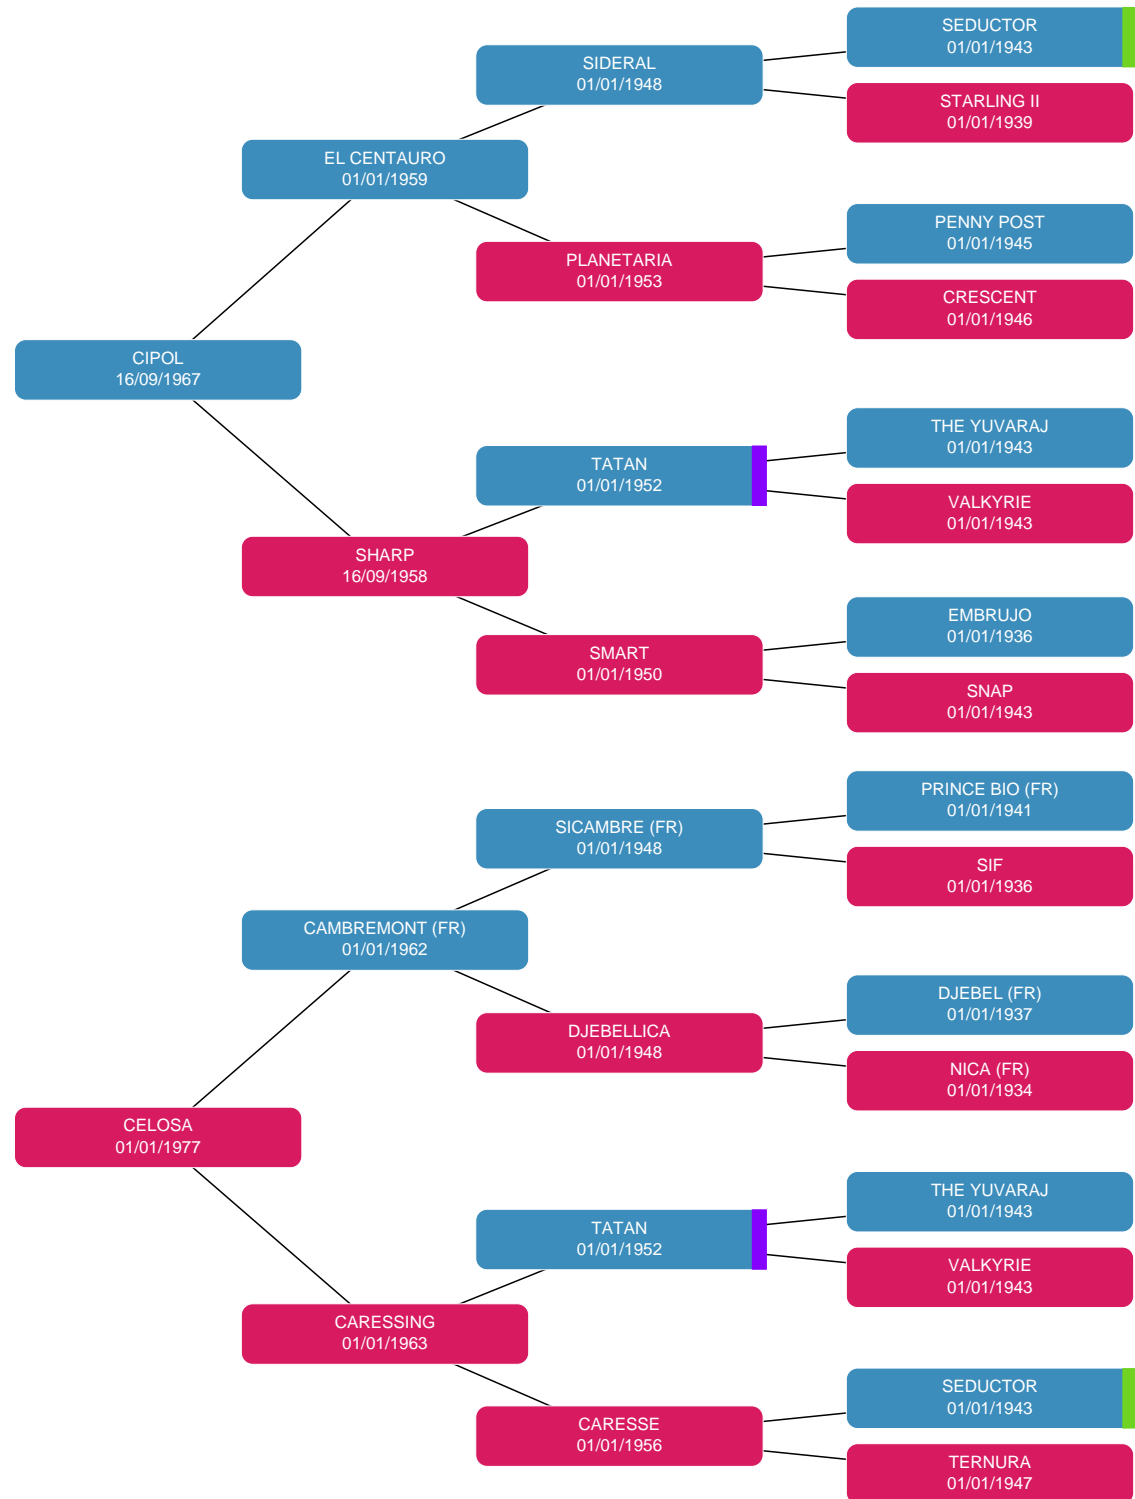 SEDUCTOR
01/01/1943
SIDERAL
01/01/1948
STARLING II
01/01/1939
EL CENTAURO
01/01/1959
PENNY POST
01/01/1945
PLANETARIA
01/01/1953
CRESCENT
01/01/1946
CIPOL
16/09/1967
THE YUVARAJ
01/01/1943
TATAN
01/01/1952
VALKYRIE
01/01/1943
SHARP
16/09/1958
EMBRUJO
01/01/1936
SMART
01/01/1950
SNAP
01/01/1943
PRINCE BIO (FR)
01/01/1941
SICAMBRE (FR)
01/01/1948
SIF
01/01/1936
CAMBREMONT (FR)
01/01/1962
DJEBEL (FR)
01/01/1937
DJEBELLICA
01/01/1948
NICA (FR)
01/01/1934
CELOSA
01/01/1977
THE YUVARAJ
01/01/1943
TATAN
01/01/1952
VALKYRIE
01/01/1943
CARESSING
01/01/1963
SEDUCTOR
01/01/1943
CARESSE
01/01/1956
TERNURA
01/01/1947